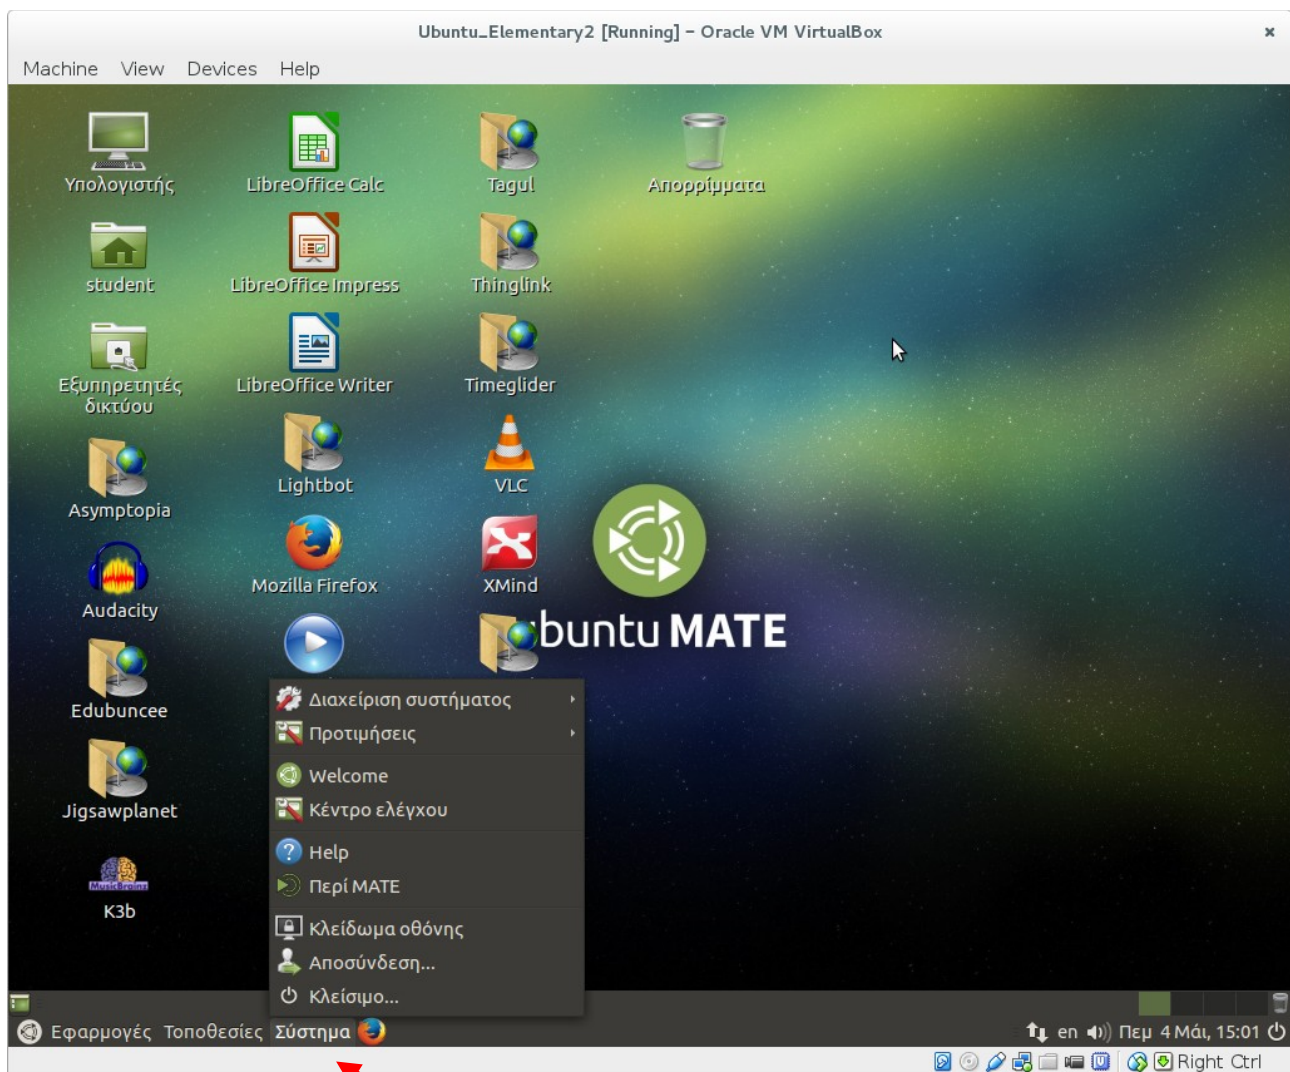 Ubuntu_Elementary2 [Running] – Oracle VM VirtualBox
Machine View Devices Help
Υπολογιστής
LibreOffice Calc
Tagul
Απορρίμματα
student
LibreOffice Impress
Thinglink
Εξυπηρετητές
δικτύου
LibreOffice Writer
Timeglider
Asymptopia
Lightbot
VLC
Audacity
Mozilla Firefox
XMind
buntu MATE
Edubuncee
Jigsawplanet
MusicBrainz
K3b
Διαχείριση συστήματος
Προτιμήσεις
Welcome
Κέντρο ελέγχου
Help
Περί MATE
Κλείδωμα οθόνης
Αποσύνδεση...
Κλείσιμο...
Εφαρμογές Τοποθεσίες Σύστημα
en Πεμ 4 Μάι, 15:01
Right Ctrl